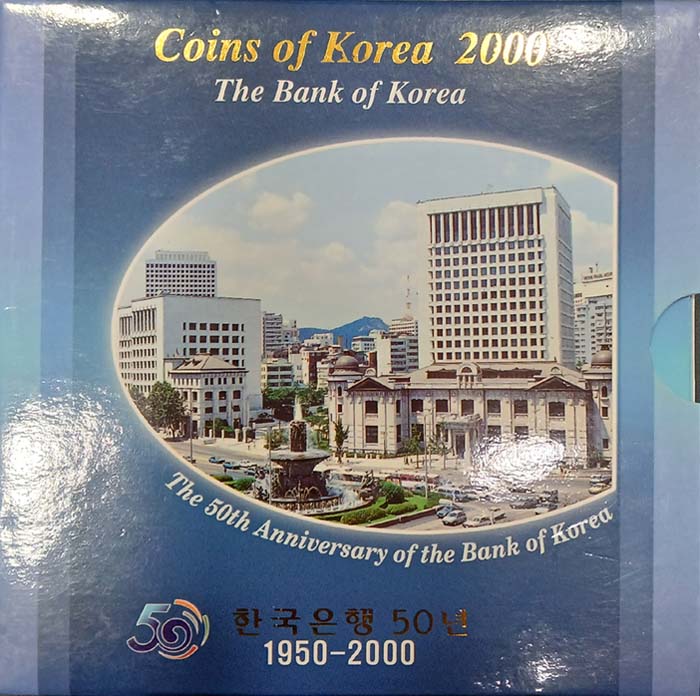 Coins of Korea 2000
The Bank of Korea
The 50th Anniversary of the Bank of Korea
50 한국은행 50년
1950-2000